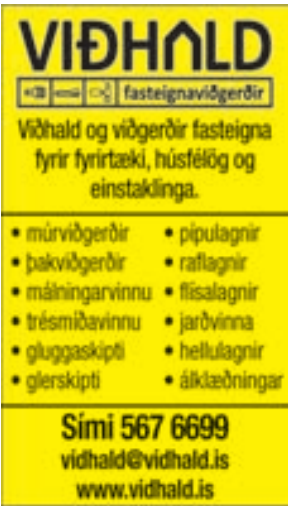 VIÐHALD
fasteignaviðgerðir
Viðhald og viðgerðir fasteigna
fyrir fyrirtæki, húsfélög og
einstaklinga.
• múrviðgerðir
• þakviðgerðir
• málningarvinnu
• trésmíðavinnu
• gluggaskipti
• glerskipti
• pípulagnir
• raflagnir
• flísalagnir
• jarðvinna
• hellulagnir
• álklæðningar
Sími 567 6699
vidhald@vidhald.is
www.vidhald.is